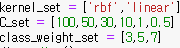 kernel_set = ['rbf','linear']
C_set = [100,50,30,10,1,0.5]
class_weight_set = [3,5,7]